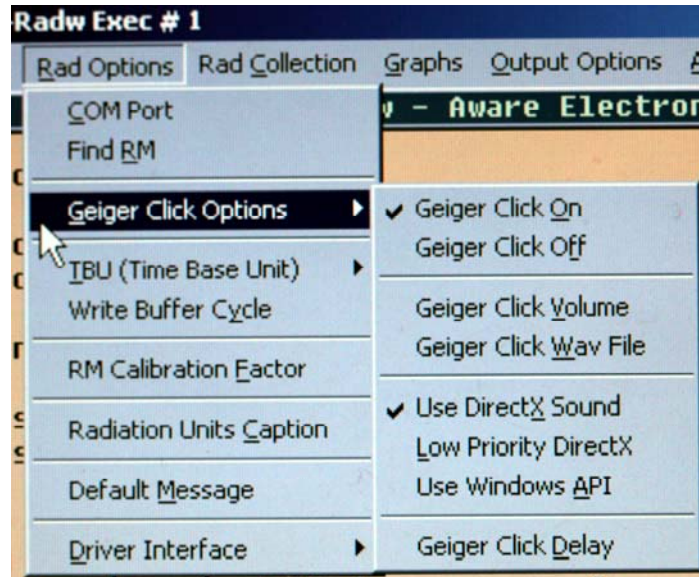 -Radw Exec # 1
Rad Options Rad Collection Graphs Output Options
- Aware Electron
COM Port
Find RM
Geiger Click Options
TBU (Time Base Unit)
Write Buffer Cycle
RM Calibration Factor
Radiation Units Caption
Default Message
Driver Interface
Geiger Click On
Geiger Click Off
Geiger Click Volume
Geiger Click Wav File
Use DirectX Sound
Low Priority DirectX
Use Windows API
Geiger Click Delay